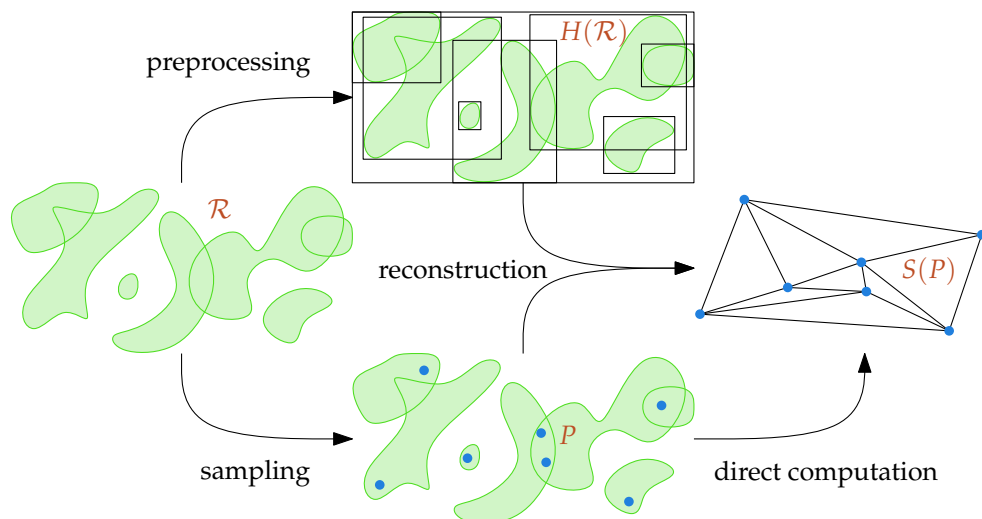 H(ℛ)
preprocessing
ℛ
reconstruction
S(P)
P
sampling
direct computation